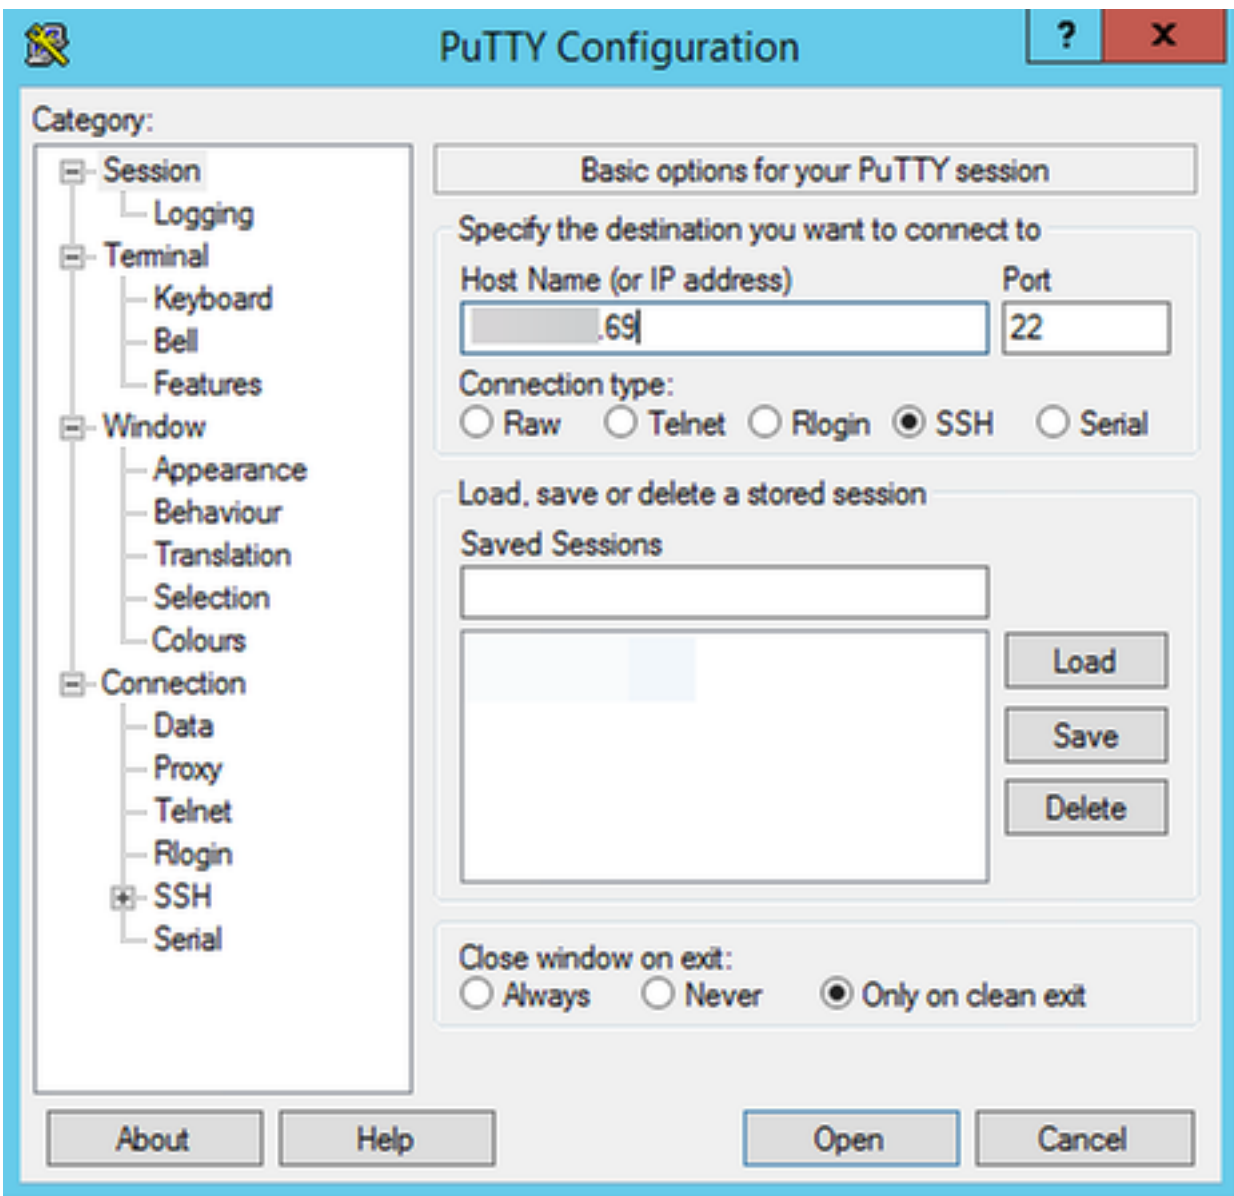 PuTTY Configuration
?
x
Category:
Session
Logging
Terminal
Keyboard
Bell
Features
Window
Appearance
Behaviour
Translation
Selection
Colours
Connection
Data
Proxy
Telnet
Rlogin
SSH
Serial
Basic options for your PuTTY session
Specify the destination you want to connect to
Host Name (or IP address) Port
.69 22
Connection type:
Raw Telnet Rlogin SSH Serial
Load, save or delete a stored session
Saved Sessions
Load
Save
Delete
Close window on exit:
Always Never Only on clean exit
About Help Open Cancel